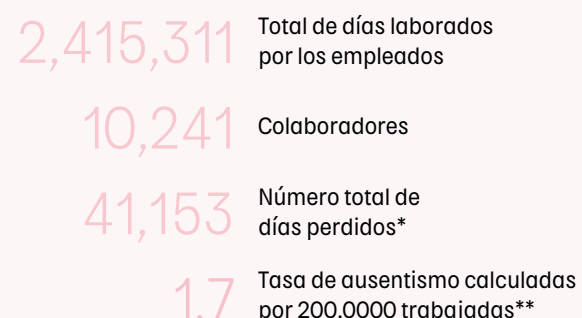 2,415,311 Total de días laborados
por los empleados
10,241 Colaboradores
41,153 Número total de
días perdidos*
1.7 Tasa de ausentismo calculadas
por 200.0000 trabajadas**